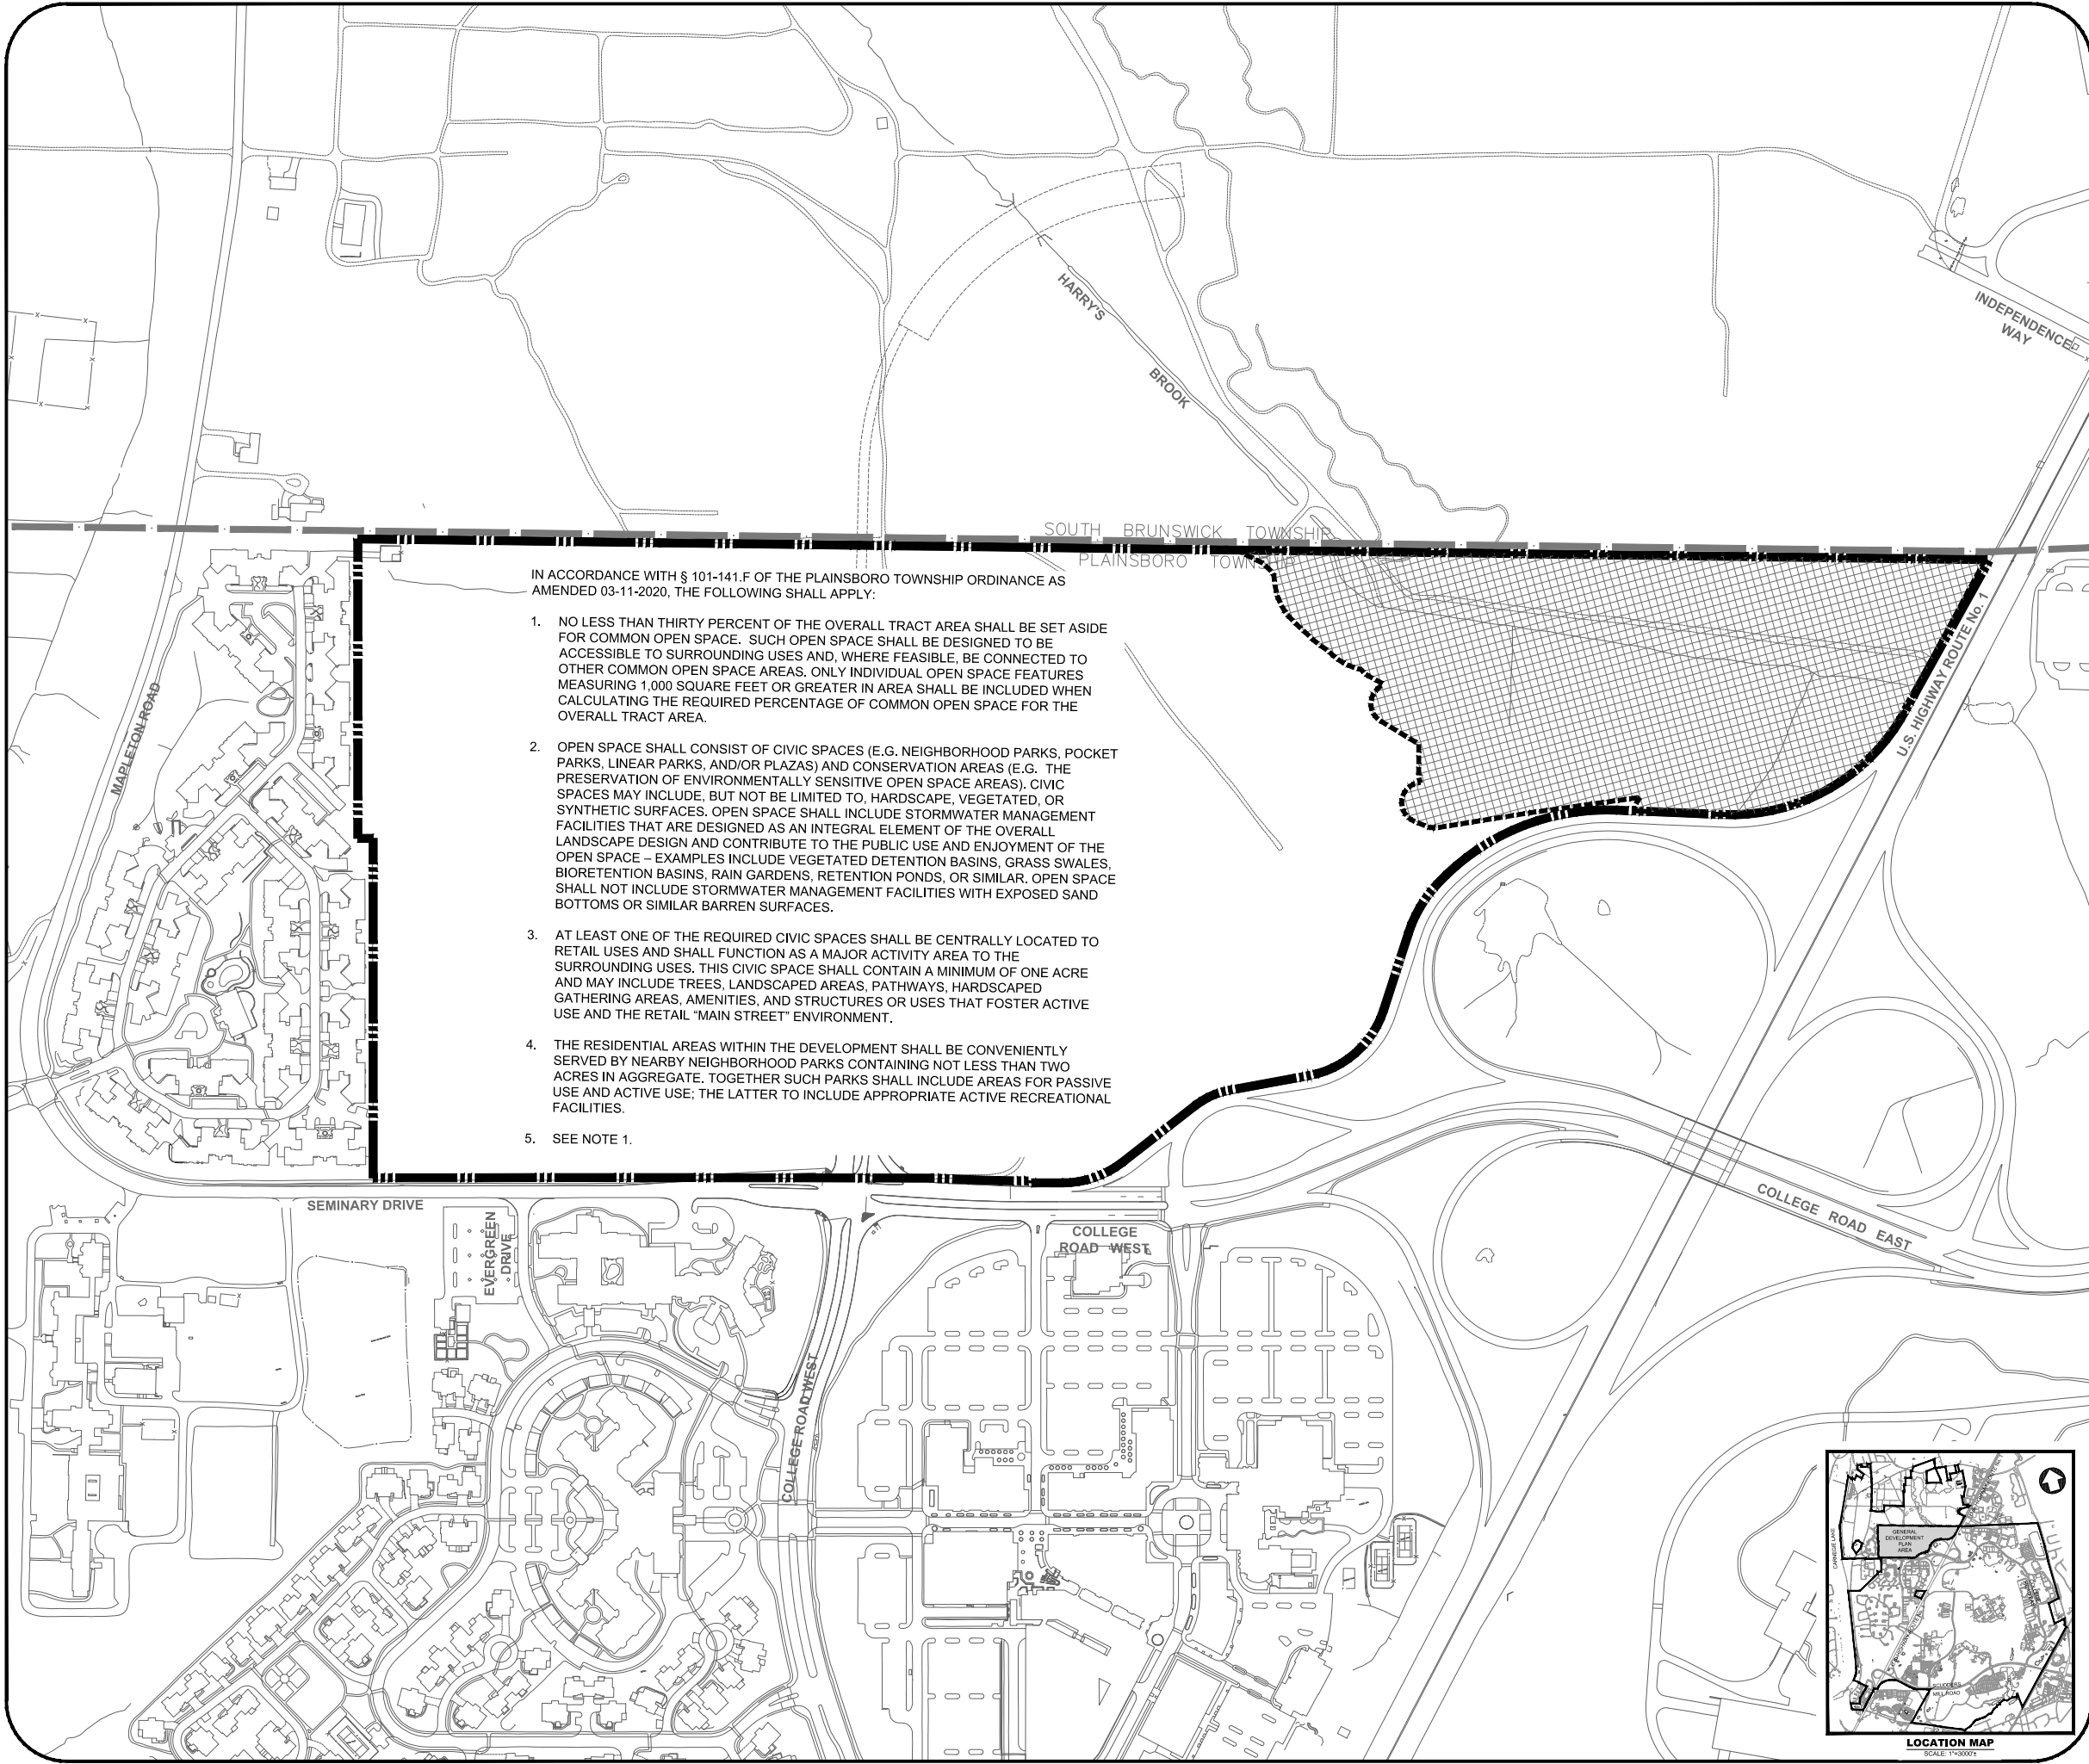 HARRY'S
BROOK
INDEPENDENCE
WAY
SOUTH BRUNSWICK TOWNSHIP
PLAINSBORO TOWNSHIP
MAPLETON ROAD
U.S. HIGHWAY ROUTE No. 1
IN ACCORDANCE WITH § 101-141.F OF THE PLAINSBORO TOWNSHIP ORDINANCE AS
AMENDED 03-11-2020, THE FOLLOWING SHALL APPLY:
1. NO LESS THAN THIRTY PERCENT OF THE OVERALL TRACT AREA SHALL BE SET ASIDE
FOR COMMON OPEN SPACE. SUCH OPEN SPACE SHALL BE DESIGNED TO BE
ACCESSIBLE TO SURROUNDING USES AND, WHERE FEASIBLE, BE CONNECTED TO
OTHER COMMON OPEN SPACE AREAS. ONLY INDIVIDUAL OPEN SPACE FEATURES
MEASURING 1,000 SQUARE FEET OR GREATER IN AREA SHALL BE INCLUDED WHEN
CALCULATING THE REQUIRED PERCENTAGE OF COMMON OPEN SPACE FOR THE
OVERALL TRACT AREA.
2. OPEN SPACE SHALL CONSIST OF CIVIC SPACES (E.G. NEIGHBORHOOD PARKS, POCKET
PARKS, LINEAR PARKS, AND/OR PLAZAS) AND CONSERVATION AREAS (E.G. THE
PRESERVATION OF ENVIRONMENTALLY SENSITIVE OPEN SPACE AREAS). CIVIC
SPACES MAY INCLUDE, BUT NOT BE LIMITED TO, HARDSCAPE, VEGETATED, OR
SYNTHETIC SURFACES. OPEN SPACE SHALL INCLUDE STORMWATER MANAGEMENT
FACILITIES THAT ARE DESIGNED AS AN INTEGRAL ELEMENT OF THE OVERALL
LANDSCAPE DESIGN AND CONTRIBUTE TO THE PUBLIC USE AND ENJOYMENT OF THE
OPEN SPACE – EXAMPLES INCLUDE VEGETATED DETENTION BASINS, GRASS SWALES,
BIORETENTION BASINS, RAIN GARDENS, RETENTION PONDS, OR SIMILAR. OPEN SPACE
SHALL NOT INCLUDE STORMWATER MANAGEMENT FACILITIES WITH EXPOSED SAND
BOTTOMS OR SIMILAR BARREN SURFACES.
3. AT LEAST ONE OF THE REQUIRED CIVIC SPACES SHALL BE CENTRALLY LOCATED TO
RETAIL USES AND SHALL FUNCTION AS A MAJOR ACTIVITY AREA TO THE
SURROUNDING USES. THIS CIVIC SPACE SHALL CONTAIN A MINIMUM OF ONE ACRE
AND MAY INCLUDE TREES, LANDSCAPED AREAS, PATHWAYS, HARDSCAPED
GATHERING AREAS, AMENITIES, AND STRUCTURES OR USES THAT FOSTER ACTIVE
USE AND THE RETAIL “MAIN STREET” ENVIRONMENT.
4. THE RESIDENTIAL AREAS WITHIN THE DEVELOPMENT SHALL BE CONVENIENTLY
SERVED BY NEARBY NEIGHBORHOOD PARKS CONTAINING NOT LESS THAN TWO
ACRES IN AGGREGATE. TOGETHER SUCH PARKS SHALL INCLUDE AREAS FOR PASSIVE
USE AND ACTIVE USE; THE LATTER TO INCLUDE APPROPRIATE ACTIVE RECREATIONAL
FACILITIES.
5. SEE NOTE 1.
SEMINARY DRIVE
EVERGREEN
DRIVE
COLLEGE
ROAD WEST
COLLEGE ROAD EAST
COLLEGE ROAD WEST
GENERAL
DEVELOPMENT
PLAN
AREA
CARNEGIE LAKE
SCUDDERS
MILL ROAD
LOCATION MAP
SCALE: 1"=3000'±